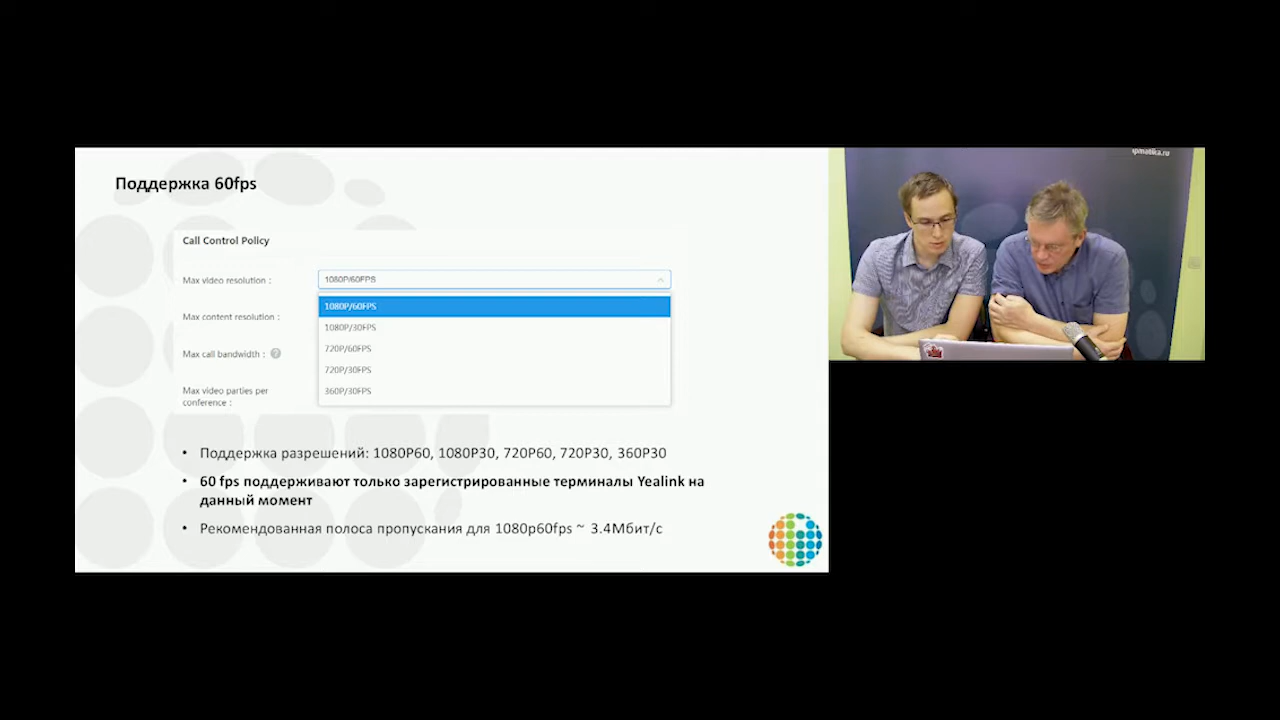 Поддержка 60fps
Call Control Policy
Max video resolution :
1080P/60FPS
1080P/60FPS
Max content resolution :
1080P/30FPS
720P/60FPS
Max call bandwidth : ?
720P/30FPS
Max video parties per
conference :
360P/30FPS
• Поддержка разрешений: 1080P60, 1080P30, 720P60, 720P30, 360P30
• 60 fps поддерживают только зарегистрированные терминалы Yealink на
данный момент
• Рекомендованная полоса пропускания для 1080p60fps ~ 3.4Мбит/с
ipmatika.ru